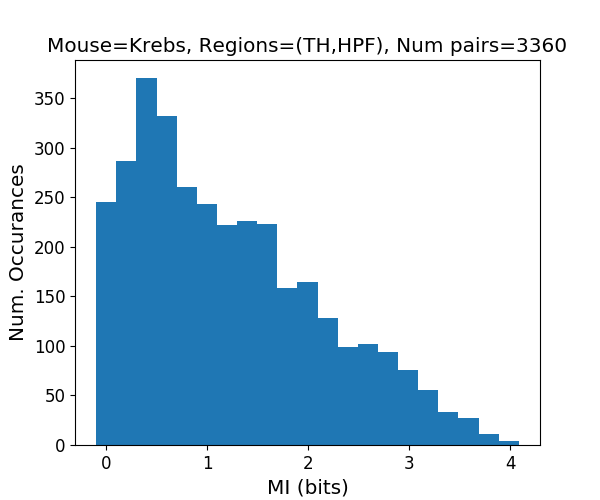 Mouse=Krebs, Regions=(TH,HPF), Num pairs=3360
Num. Occurances
350
300
250
200
150
100
50
0
0 1 2 3 4
MI (bits)